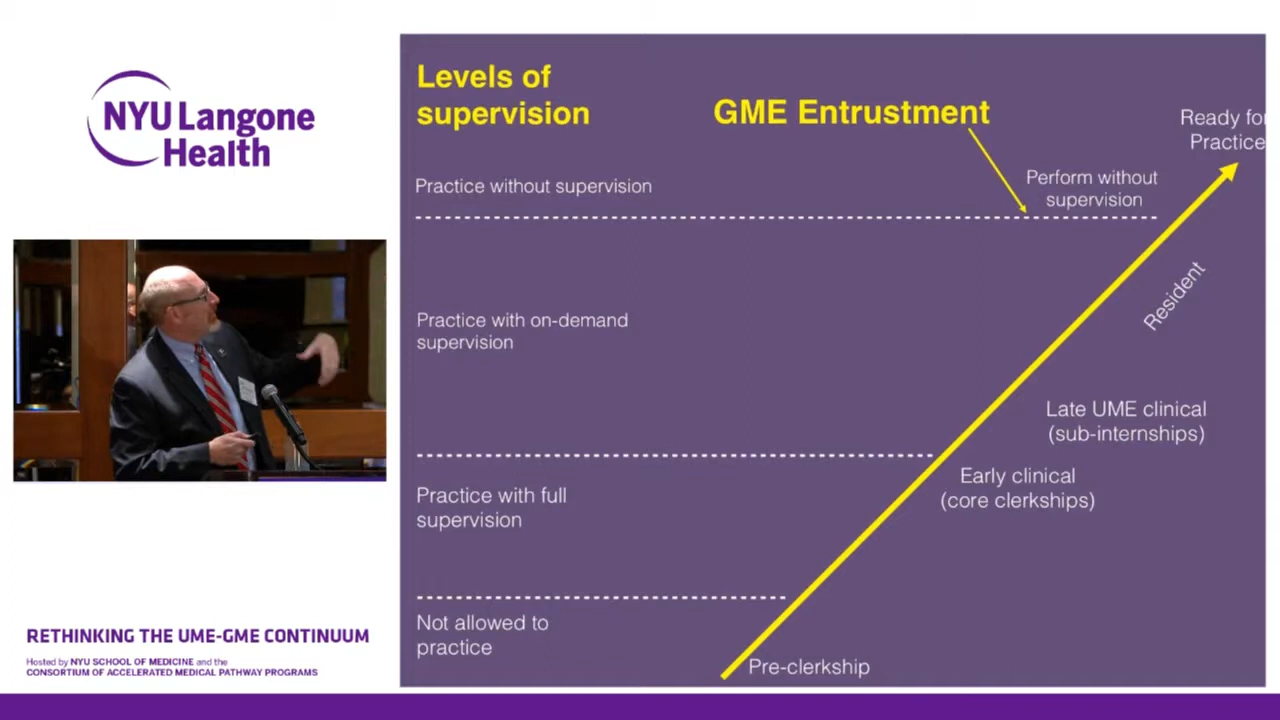 NYU Langone
Health
RETHINKING THE UME-GME CONTINUUM
Hosted by NYU SCHOOL OF MEDICINE and the
CONSORTIUM OF ACCELERATED MEDICAL PATHWAY PROGRAMS
Levels of
supervision
GME Entrustment
Ready for
Practice
Practice without supervision
Perform without
supervision
Resident
Practice with on-demand
supervision
Late UME clinical
(sub-internships)
Early clinical
(core clerkships)
Practice with full
supervision
Not allowed to
practice
Pre-clerkship